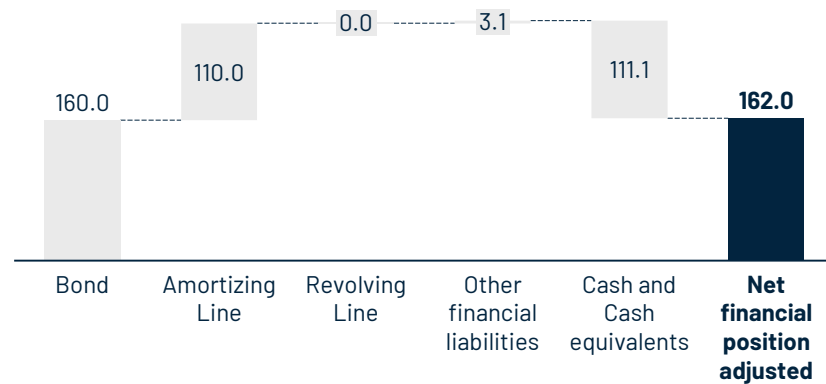 0.0
3.1
110.0
111.1
160.0
162.0
Bond
Amortizing
Line
Revolving
Line
Other
financial
liabilities
Cash and
Cash
equivalents
Net
financial
position
adjusted